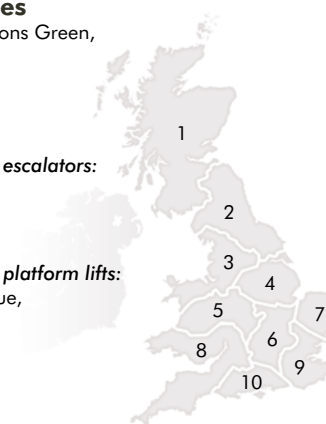 es
ons Green,
escalators:
platform lifts:
ue,
1
2
3
4
5
7
6
8
9
10